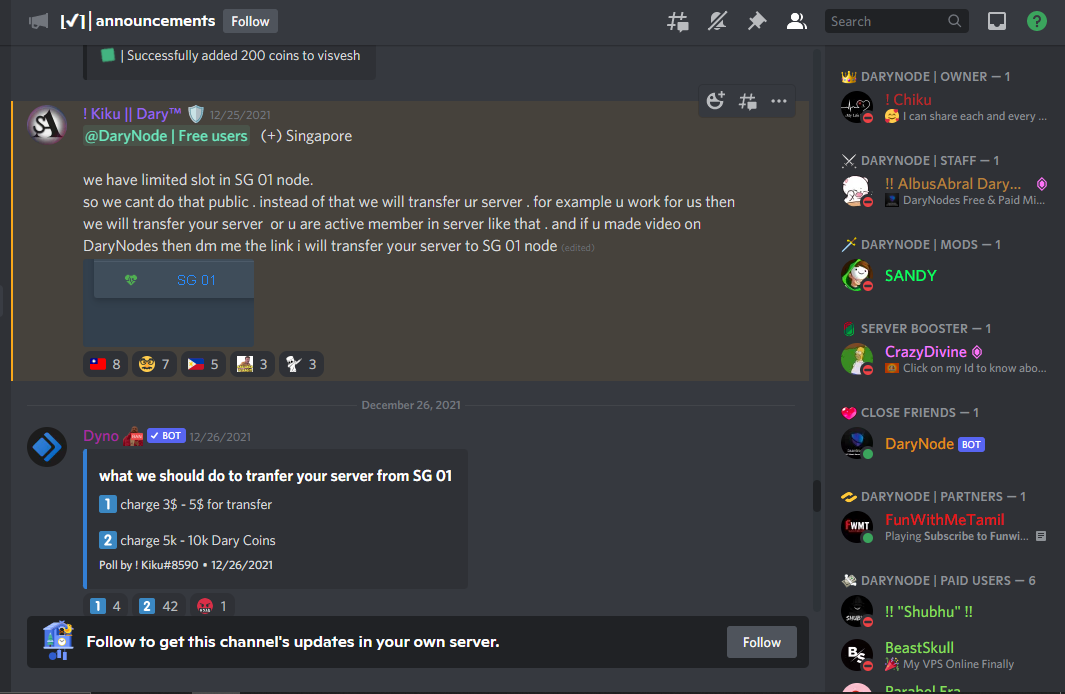 [✓] | announcements Follow
Search
| Successfully added 200 coins to visvesh
! Kiku || Dary™ 12/25/2021
@DaryNode | Free users (+) Singapore
we have limited slot in SG 01 node.
so we cant do that public . instead of that we will transfer ur server . for example u work for us then
we will transfer your server or u are active member in server like that . and if u made video on
DaryNodes then dm me the link i will transfer your server to SG 01 node (edited)
SG 01
8 7 5 3 3
December 26, 2021
Dyno ✓ BOT 12/26/2021
what we should do to tranfer your server from SG 01
1 charge 3$ - 5$ for transfer
2 charge 5k - 10k Dary Coins
Poll by ! Kiku#8590 • 12/26/2021
1 4 2 42 1
Follow to get this channel's updates in your own server.
Follow
DARYNODE | OWNER — 1
! Chiku
I can share each and every ...
DARYNODE | STAFF — 1
!! AlbusAbral Dary...
DaryNodes Free & Paid Mi...
DARYNODE | MODS — 1
SANDY
SERVER BOOSTER — 1
CrazyDivine
Click on my Id to know abo...
CLOSE FRIENDS — 1
DaryNode BOT
DARYNODE | PARTNERS — 1
FWMT
FunWithMeTamil
Playing Subscribe to Funwi...
DARYNODE | PAID USERS — 6
!! "Shubhu" !!
BS
BeastSkull
My VPS Online Finally
Parabel Era